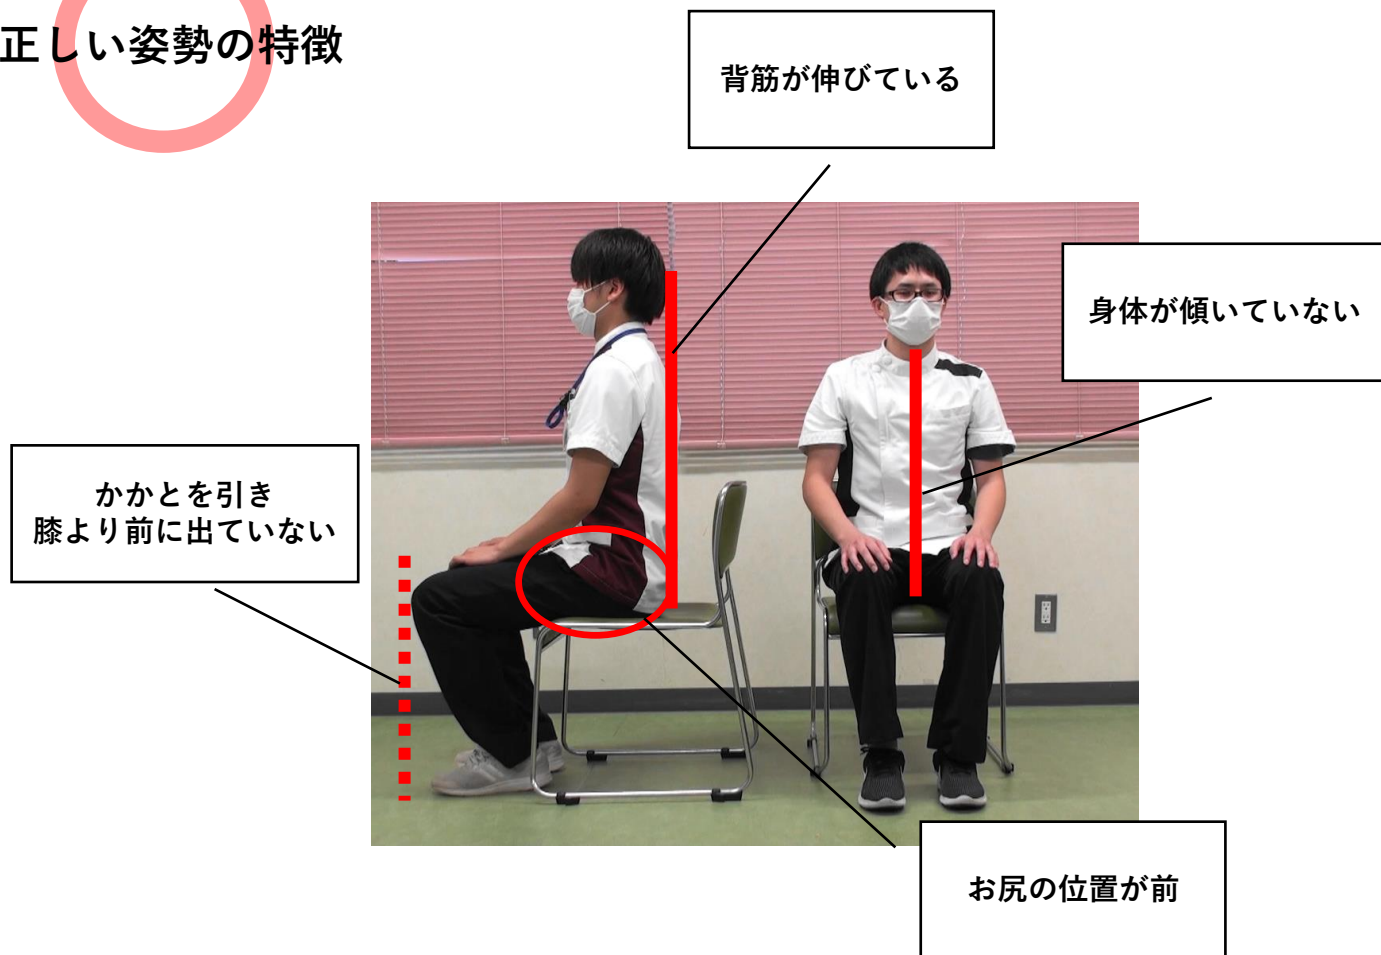 正しい姿勢の特徴
背筋が伸びている
身体が傾いていない
かかとを引き
膝より前に出ていない
お尻の位置が前